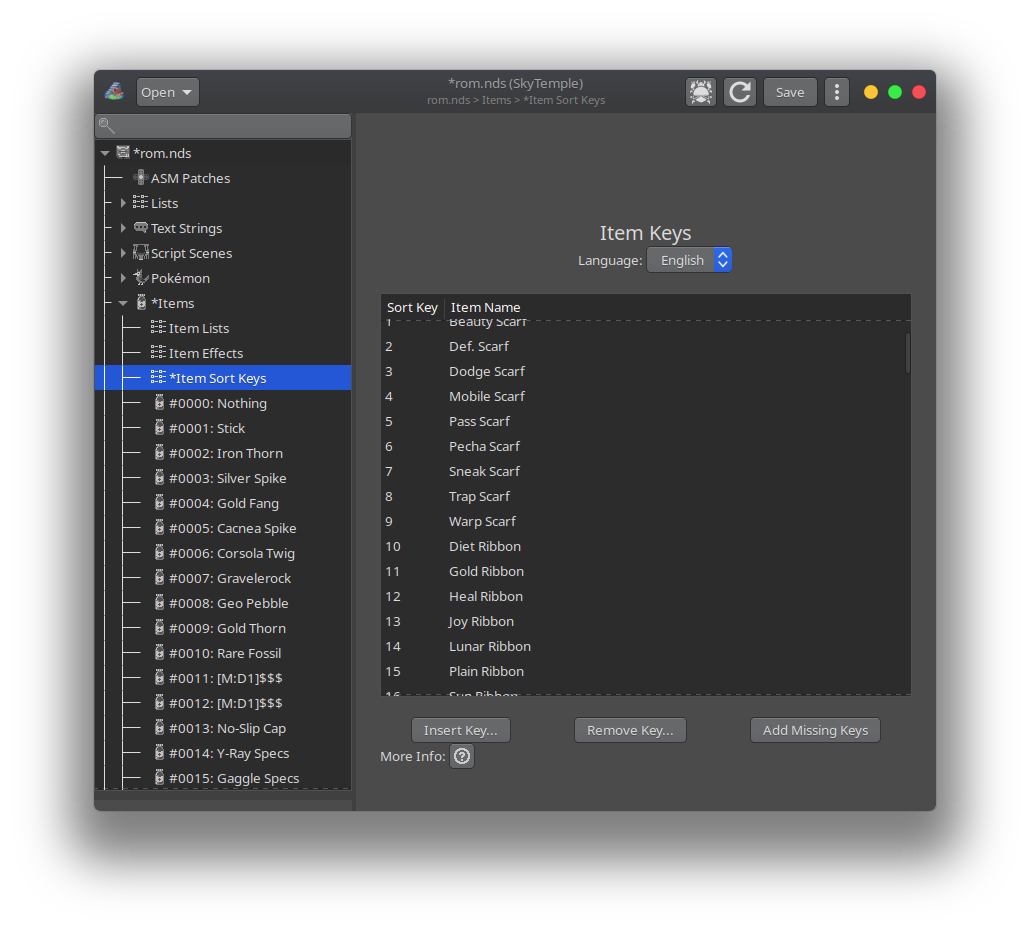 Open
*rom.nds (SkyTemple)
rom.nds > Items > *Item Sort Keys
Save
*rom.nds
ASM Patches
Lists
Text Strings
Script Scenes
Pokémon
*Items
Item Lists
Item Effects
*Item Sort Keys
#0000: Nothing
#0001: Stick
#0002: Iron Thorn
#0003: Silver Spike
#0004: Gold Fang
#0005: Cacnea Spike
#0006: Corsola Twig
#0007: Gravelerock
#0008: Geo Pebble
#0009: Gold Thorn
#0010: Rare Fossil
#0011: [M:D1]$$$
#0012: [M:D1]$$$
#0013: No-Slip Cap
#0014: Y-Ray Specs
#0015: Gaggle Specs
Item Keys
Language: English
Sort Key Item Name
1 Beauty Scarf
2 Def. Scarf
3 Dodge Scarf
4 Mobile Scarf
5 Pass Scarf
6 Pecha Scarf
7 Sneak Scarf
8 Trap Scarf
9 Warp Scarf
10 Diet Ribbon
11 Gold Ribbon
12 Heal Ribbon
13 Joy Ribbon
14 Lunar Ribbon
15 Plain Ribbon
16 Sun Ribbon
Insert Key... Remove Key... Add Missing Keys
More Info: